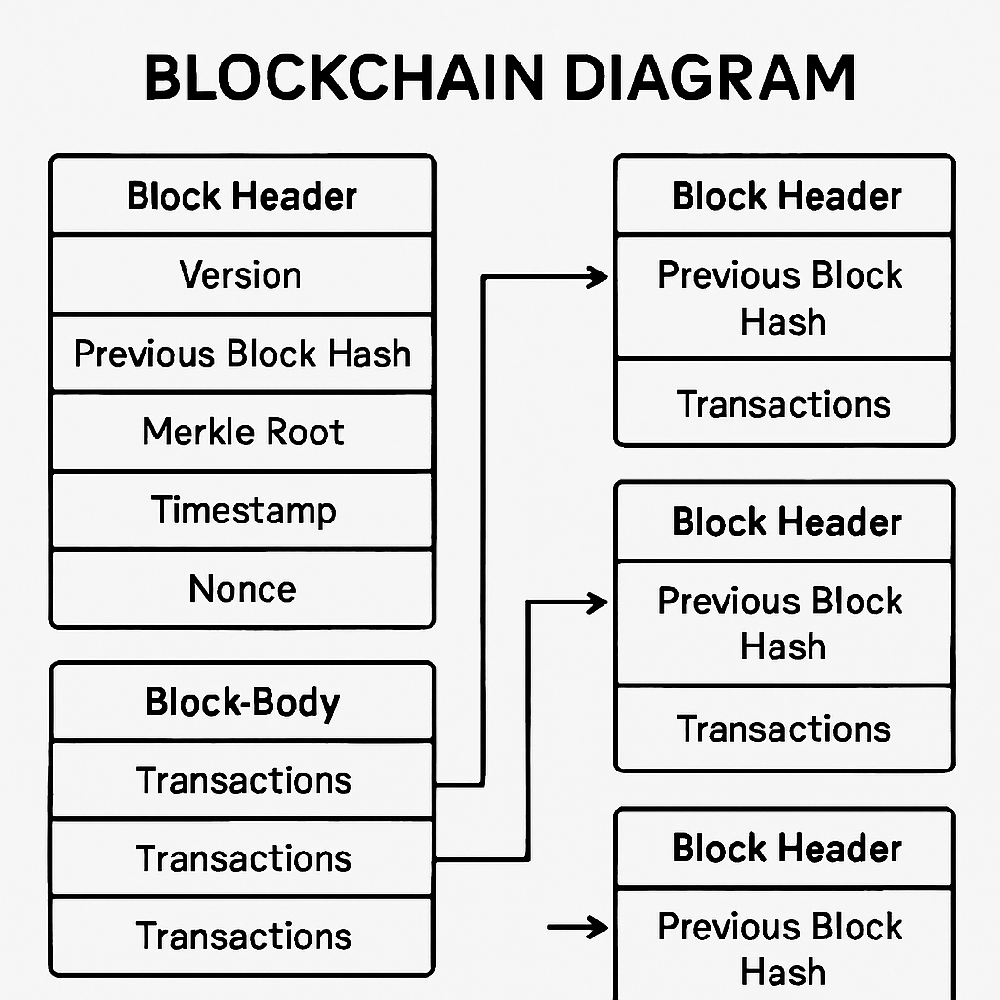 BLOCKCHAIN DIAGRAM
Block Header
Version
Previous Block Hash
Merkle Root
Timestamp
Nonce
Block-Body
Transactions
Transactions
Transactions
Block Header
Previous Block
Hash
Transactions
Block Header
Previous Block
Hash
Transactions
Block Header
Previous Block
Hash